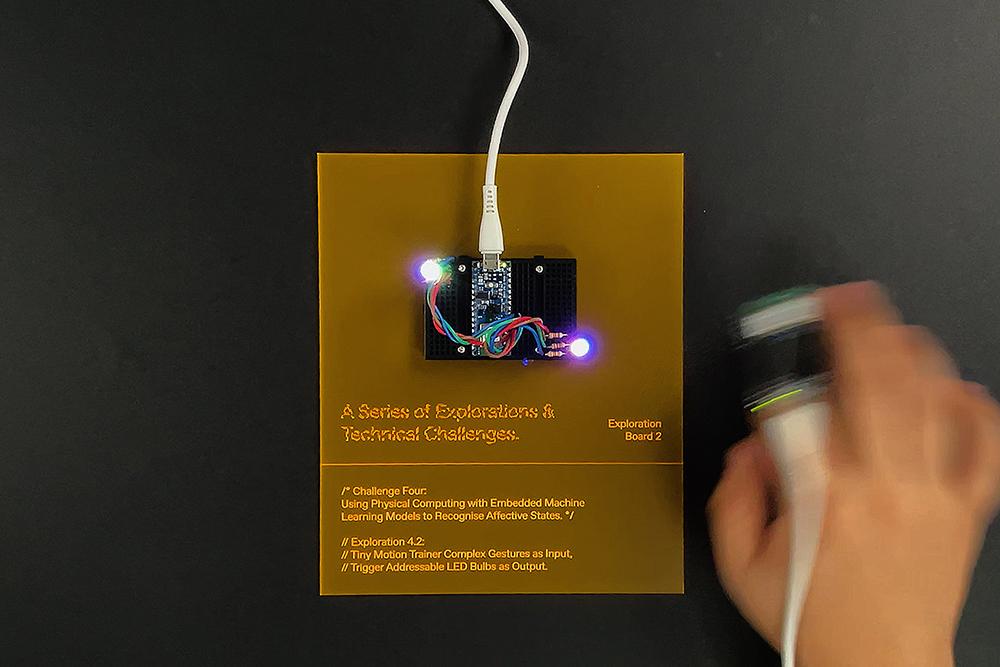 A Series of Explorations &
Technical Challenges.
Exploration
Board 2
/* Challenge Four:
Using Physical Computing with Embedded Machine
Learning Models to Recognise Affective States. */
// Exploration 4.2:
// Tiny Motion Trainer Complex Gestures as Input,
// Trigger Addressable LED Bulbs as Output.